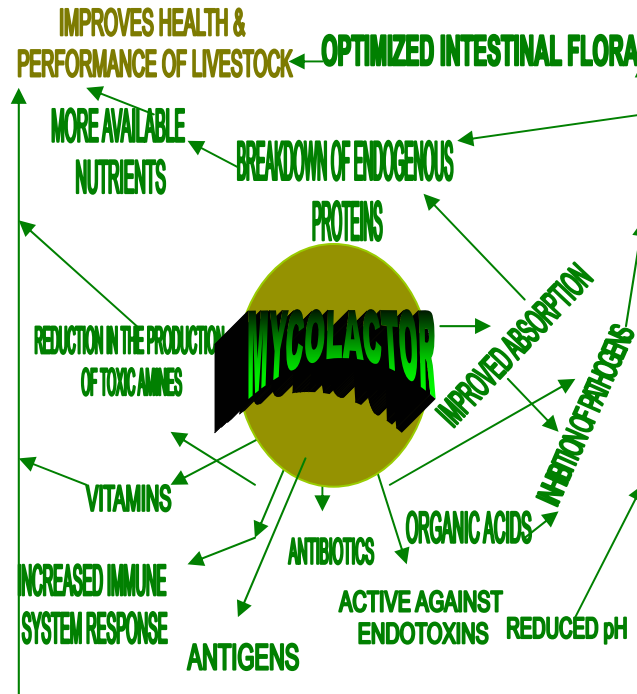 IMPROVES HEALTH &
PERFORMANCE OF LIVESTOCK
OPTIMIZED INTESTINAL FLORA
MORE AVAILABLE
NUTRIENTS
BREAKDOWN OF ENDOGENOUS
PROTEINS
MYCOLACTOR
IMPROVED ABSORPTION
INHIBITION OF PATHOGENS
REDUCTION IN THE PRODUCTION
OF TOXIC AMINES
VITAMINS
ORGANIC ACIDS
ANTIBIOTICS
INCREASED IMMUNE
SYSTEM RESPONSE
ACTIVE AGAINST
ENDOTOXINS
REDUCED pH
ANTIGENS